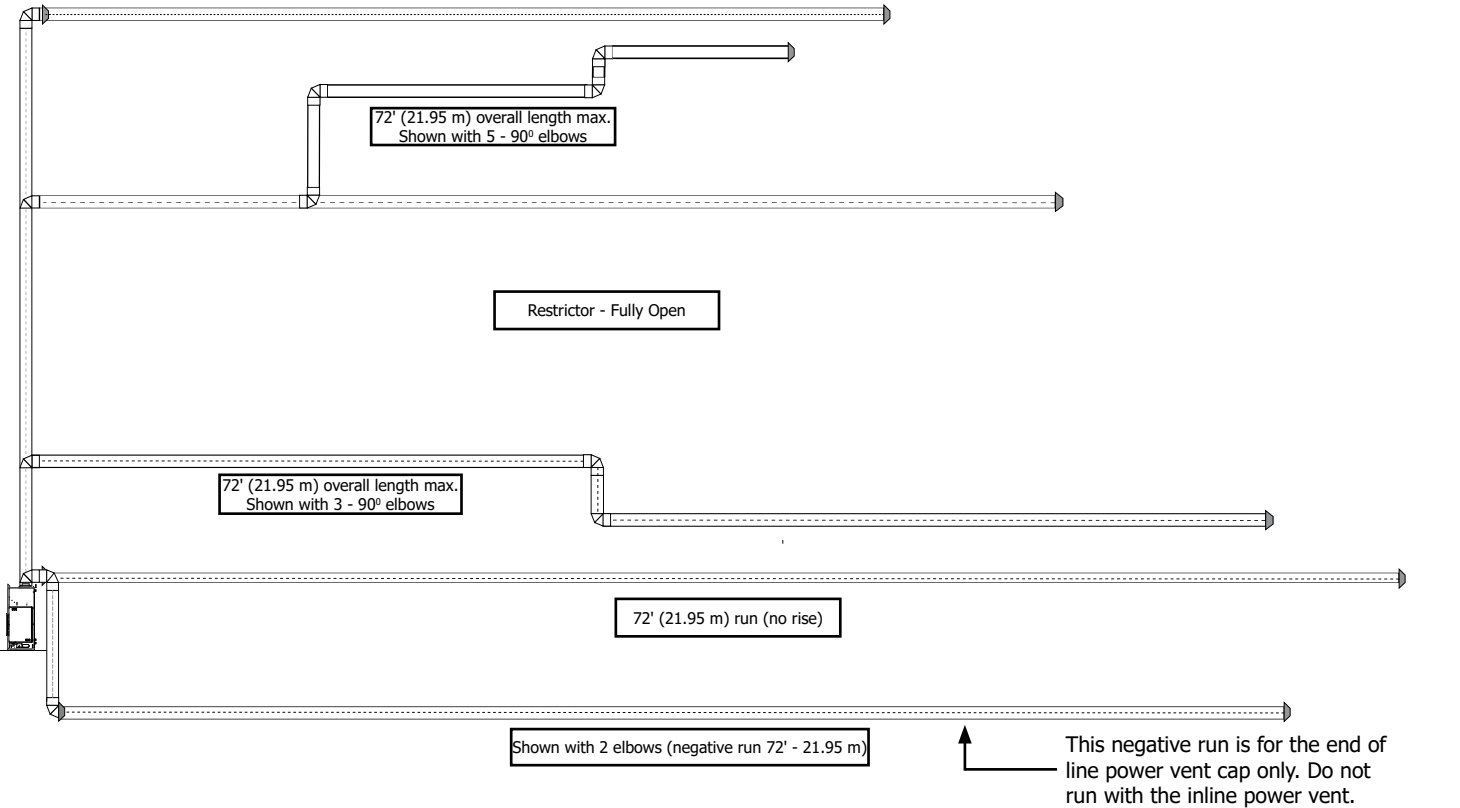 72' (21.95 m) overall length max.
Shown with 5 - 90⁰ elbows
Restrictor - Fully Open
72' (21.95 m) overall length max.
Shown with 3 - 90⁰ elbows
72' (21.95 m) run (no rise)
Shown with 2 elbows (negative run 72' - 21.95 m)
This negative run is for the end of
line power vent cap only. Do not
run with the inline power vent.